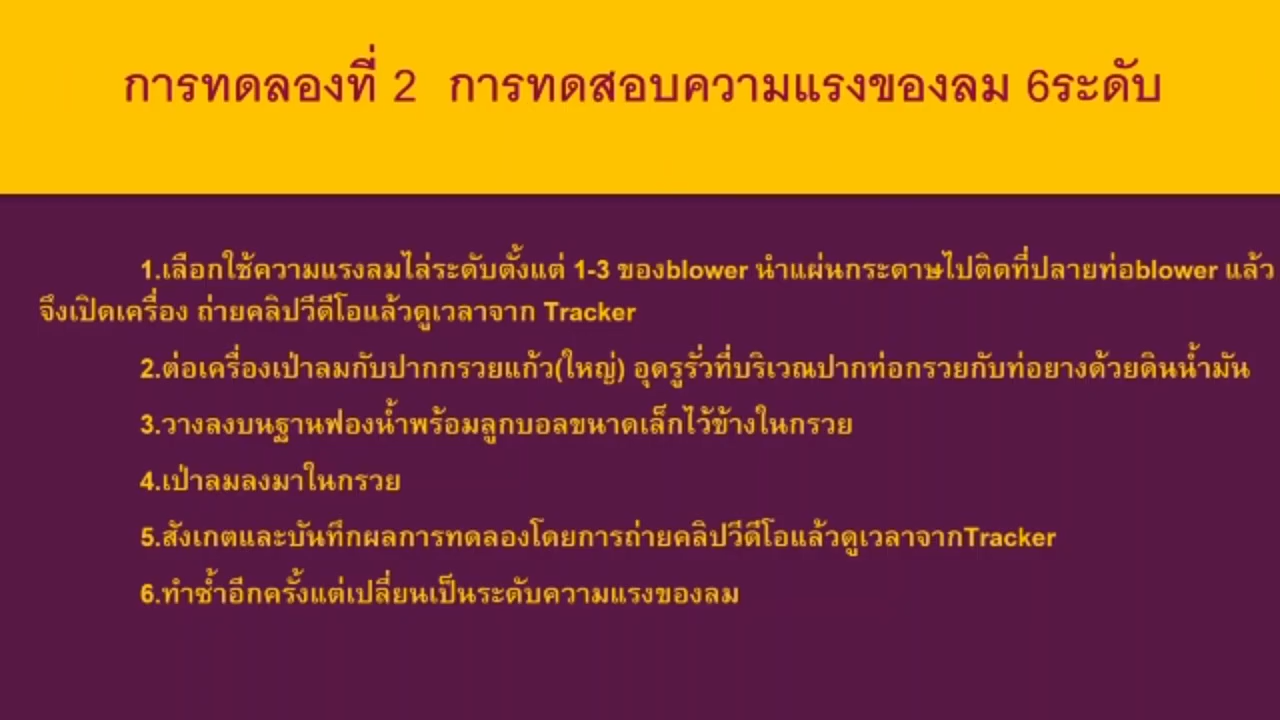 การทดลองที่ 2 การทดสอบความแรงของลม 6ระดับ
1.เลือกใช้ความแรงลมไล่ระดับตั้งแต่ 1-3 ของblower นำแผ่นกระดาษไปติดที่ปลายท่อblower แล้ว
จึงเปิดเครื่อง ถ่ายคลิปวีดีโอแล้วดูเวลาจาก Tracker
2.ต่อเครื่องเป่าลมกับปากกรวยแก้ว(ใหญ่) อุดรูรั่วที่บริเวณปากท่อกรวยกับท่อยางด้วยดินน้ำมัน
3.วางลงบนฐานฟองน้ำพร้อมลูกบอลขนาดเล็กไว้ข้างในกรวย
4.เป่าลมลงมาในกรวย
5.สังเกตและบันทึกผลการทดลองโดยการถ่ายคลิปวีดีโอแล้วดูเวลาจากTracker
6.ทำซ้ำอีกครั้งแต่เปลี่ยนเป็นระดับความแรงของลม